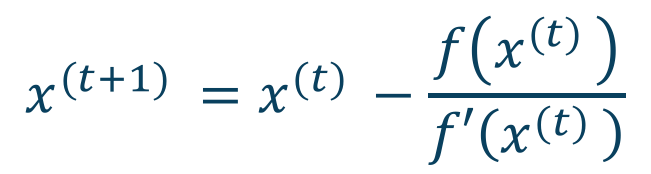 x^(t+1) = x^(t) − f(x^(t)) / f′(x^(t))